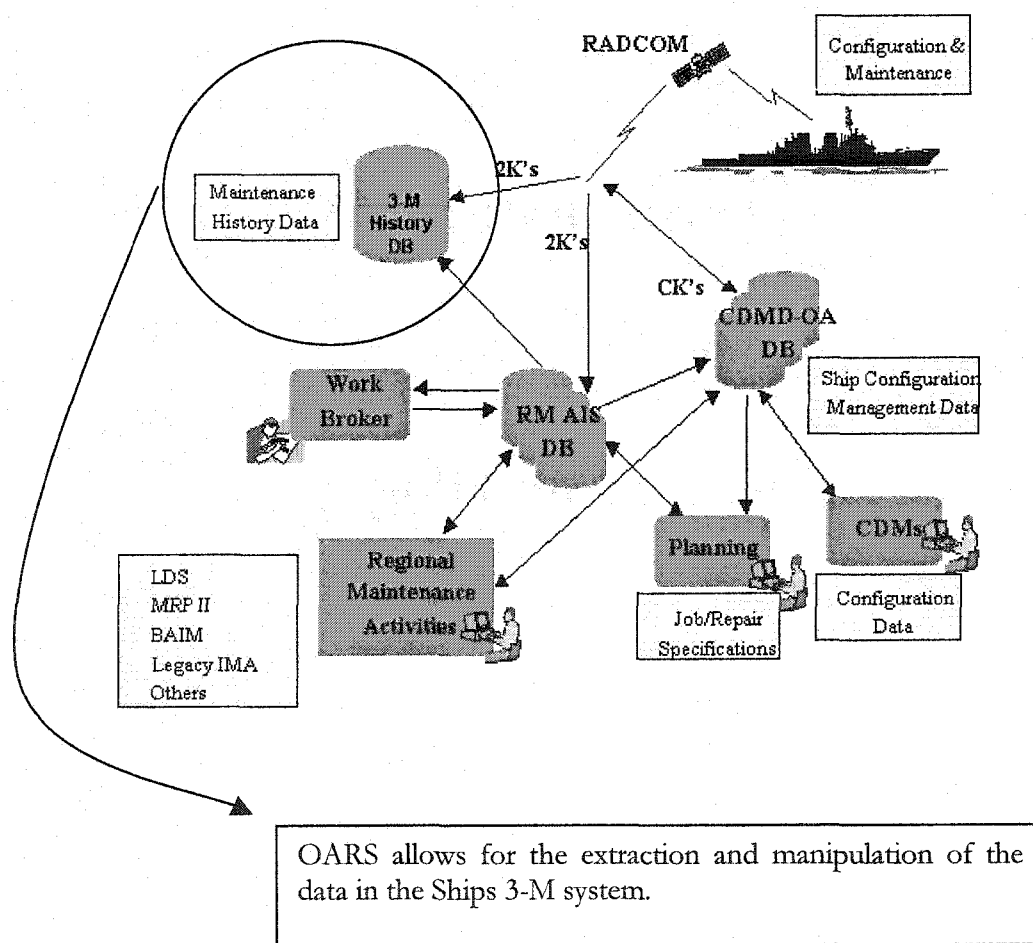 RADCOM
Configuration &
Maintenance
2K's
Maintenance
History Data
3-M
History
DB
2K's
CK's
CDMD-OA
DB
Work
Broker
RM AIS
DB
Ship Configuration
Management Data
Planning
CDMs
Regional
Maintenance
Activities
LDS
MRP II
BAIM
Legacy IMA
Others
Job/Repair
Specifications
Configuration
Data
OARS allows for the extraction and manipulation of the
data in the Ships 3-M system.